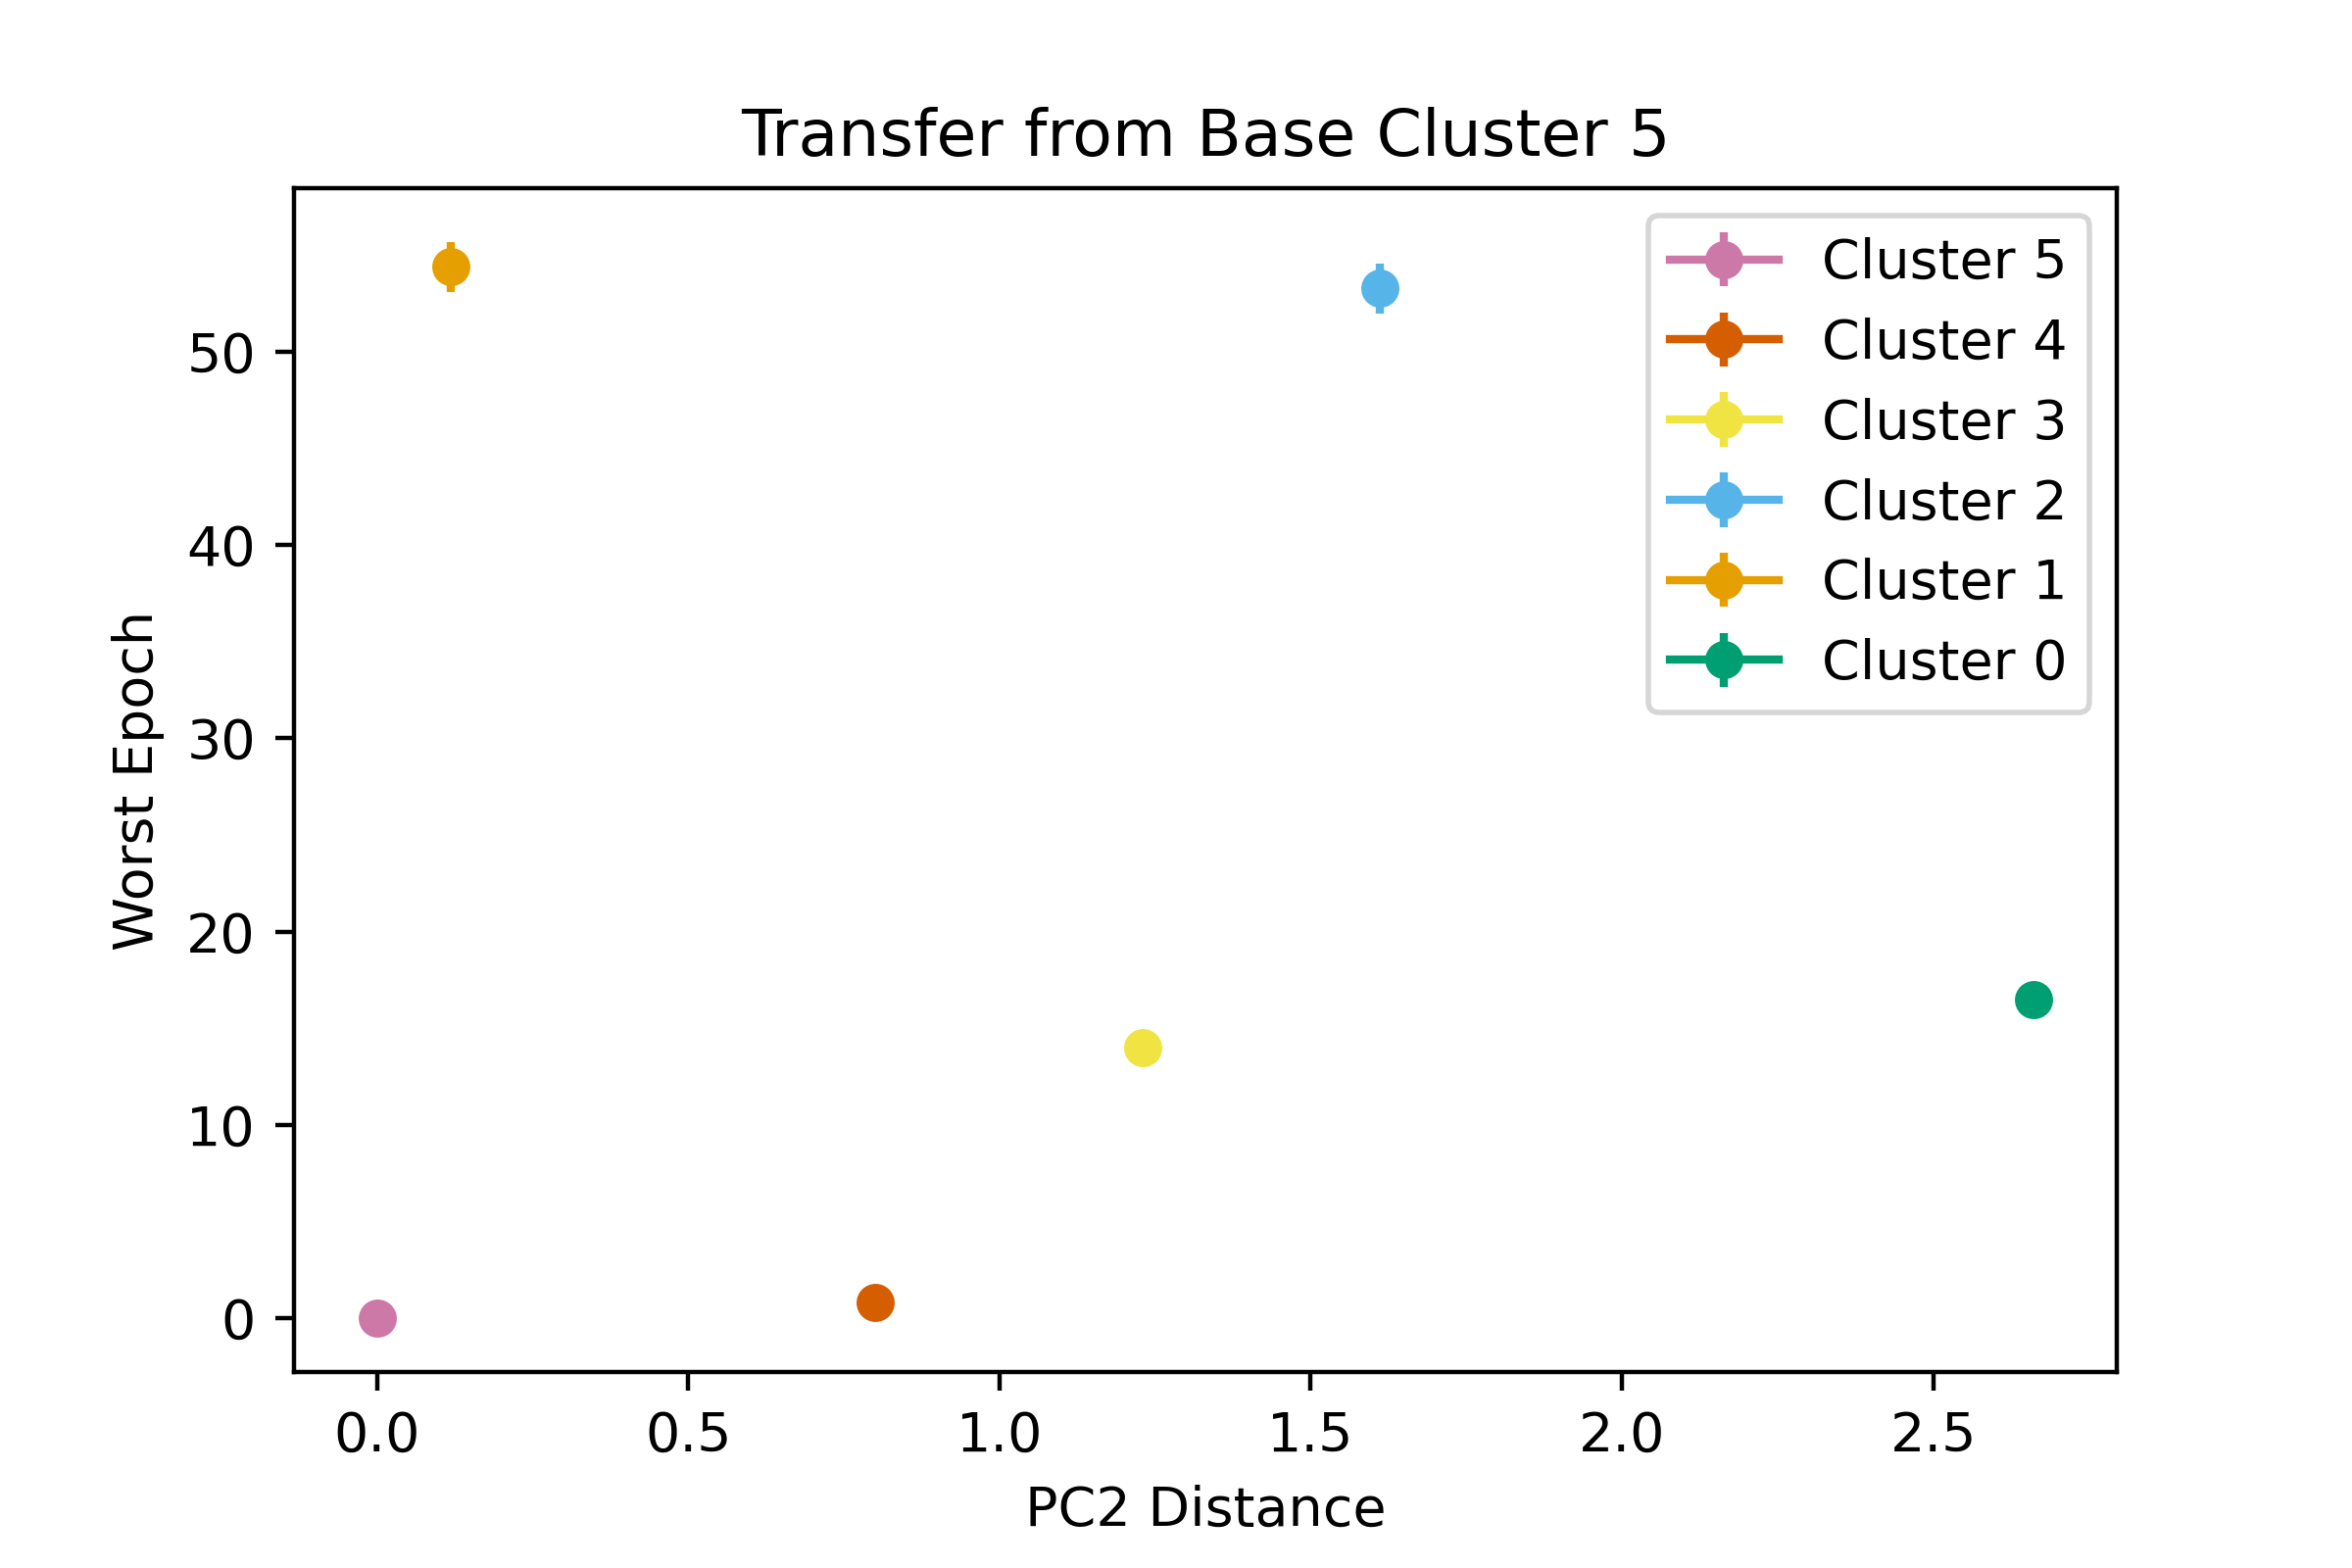 Transfer from Base Cluster 5
Cluster 5
Cluster 4
Cluster 3
Cluster 2
Cluster 1
Cluster 0
Worst Epoch
50
40
30
20
10
0
0.0 0.5 1.0 1.5 2.0 2.5
PC2 Distance